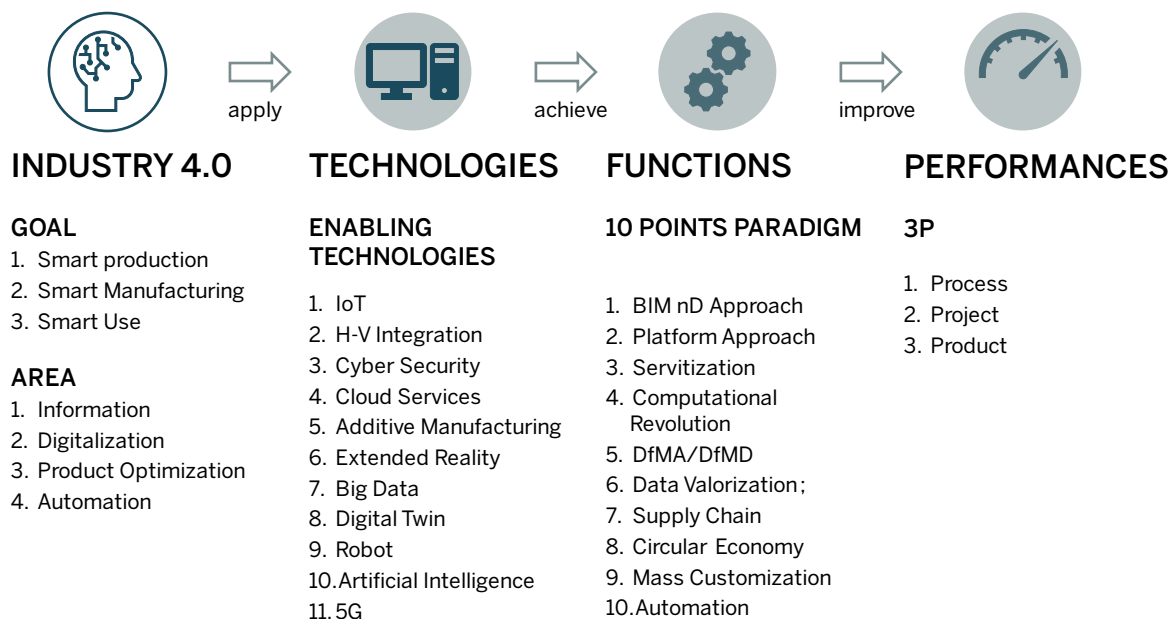 apply
achieve
improve
INDUSTRY 4.0
GOAL
1. Smart production
2. Smart Manufacturing
3. Smart Use
AREA
1. Information
2. Digitalization
3. Product Optimization
4. Automation
TECHNOLOGIES
ENABLING
TECHNOLOGIES
1. IoT
2. H-V Integration
3. Cyber Security
4. Cloud Services
5. Additive Manufacturing
6. Extended Reality
7. Big Data
8. Digital Twin
9. Robot
10.Artificial Intelligence
11. 5G
FUNCTIONS
10 POINTS PARADIGM
1. BIM nD Approach
2. Platform Approach
3. Servitization
4. Computational
Revolution
5. DfMA/DfMD
6. Data Valorization;
7. Supply Chain
8. Circular Economy
9. Mass Customization
10.Automation
PERFORMANCES
3P
1. Process
2. Project
3. Product